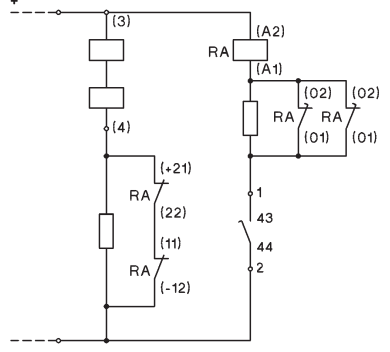 +
(3)
(A2)
RA
(A1)
(02) (02)
RA RA
(01) (01)
(4)
(+21)
RA
(22)
1
43
44
2
(11)
RA
(-12)